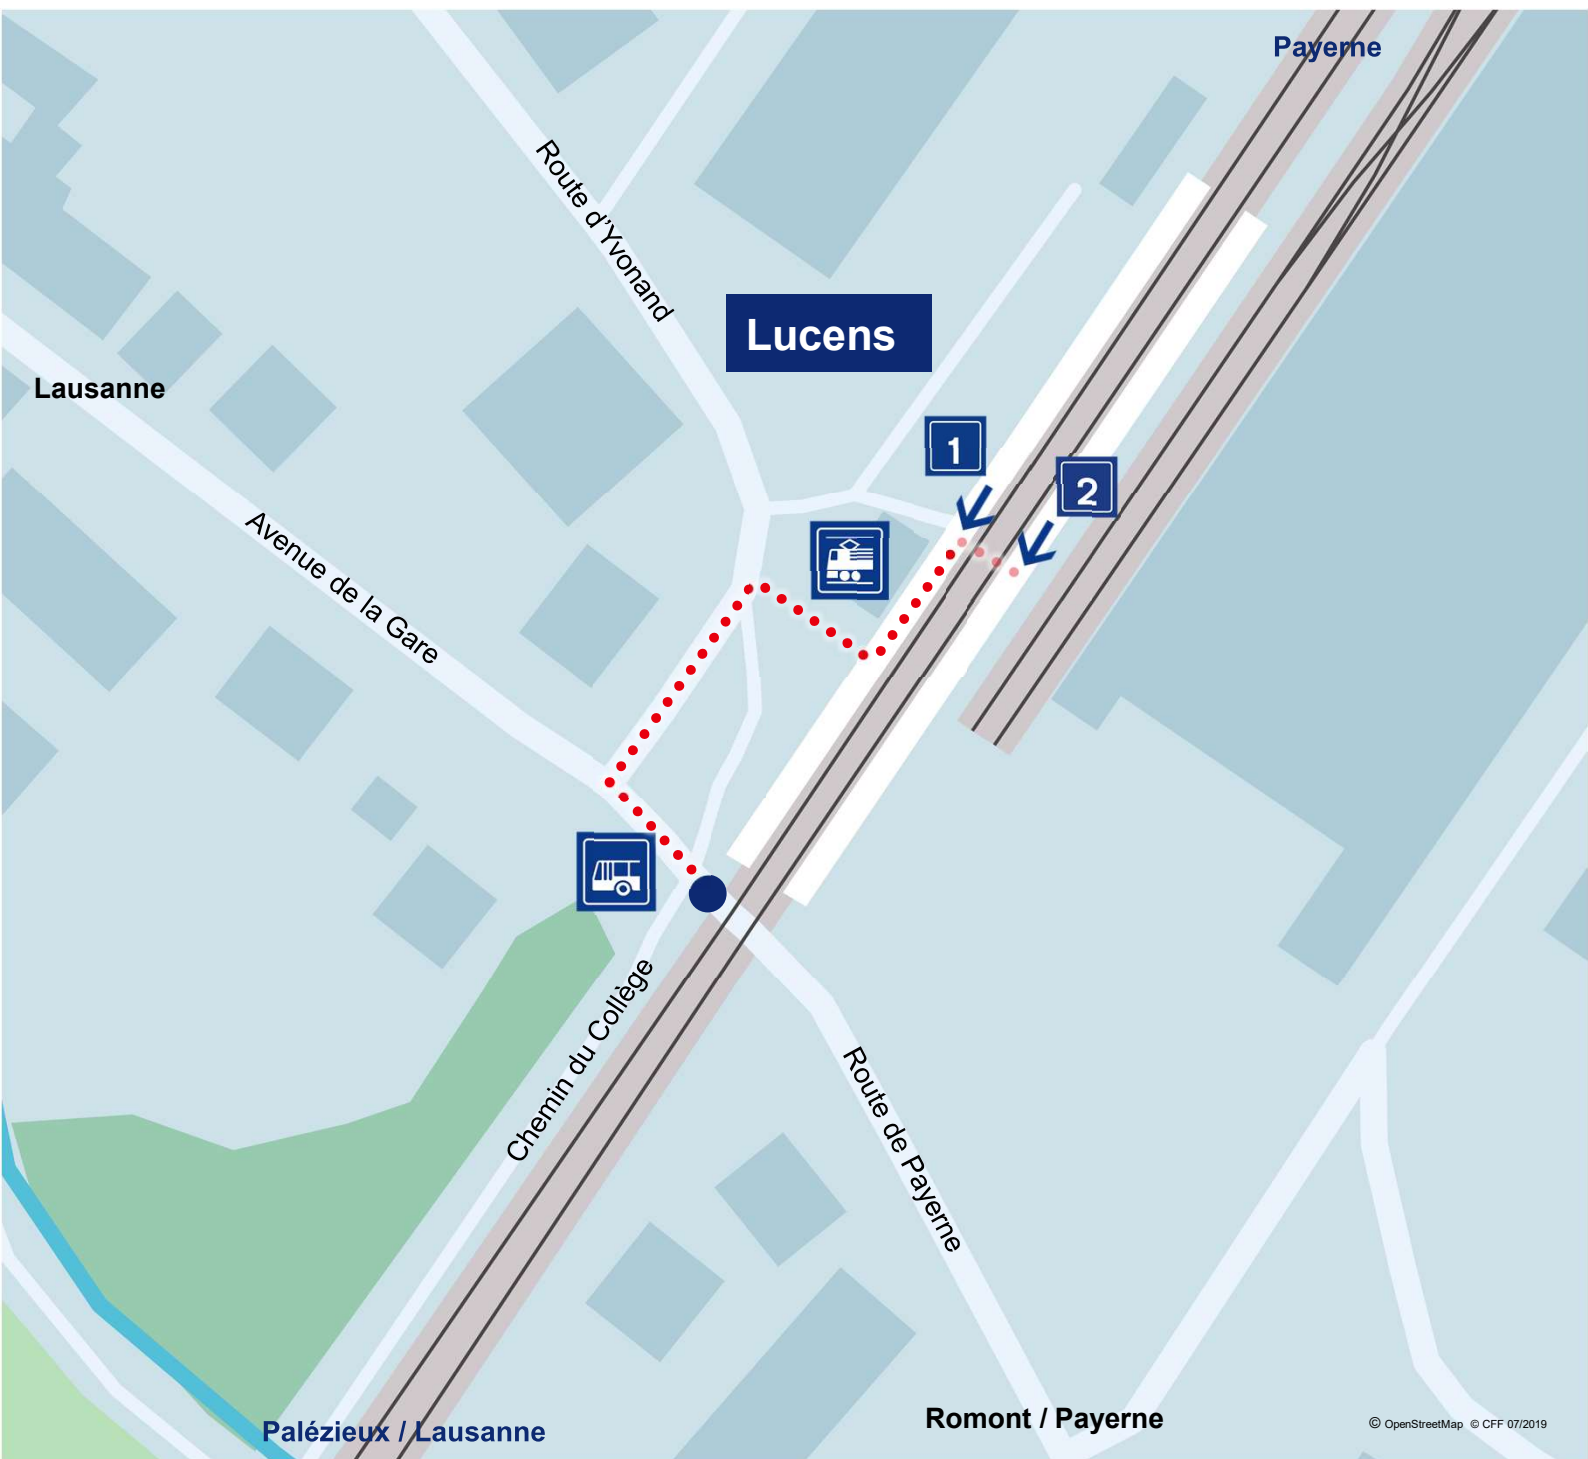 Payerne
Route d'Yvonand
Lucens
Lausanne
1
2
Avenue de la Gare
Chemin du Collège
Route de Payerne
Romont / Payerne
Palézieux / Lausanne
© OpenStreetMap © CFF 07/2019